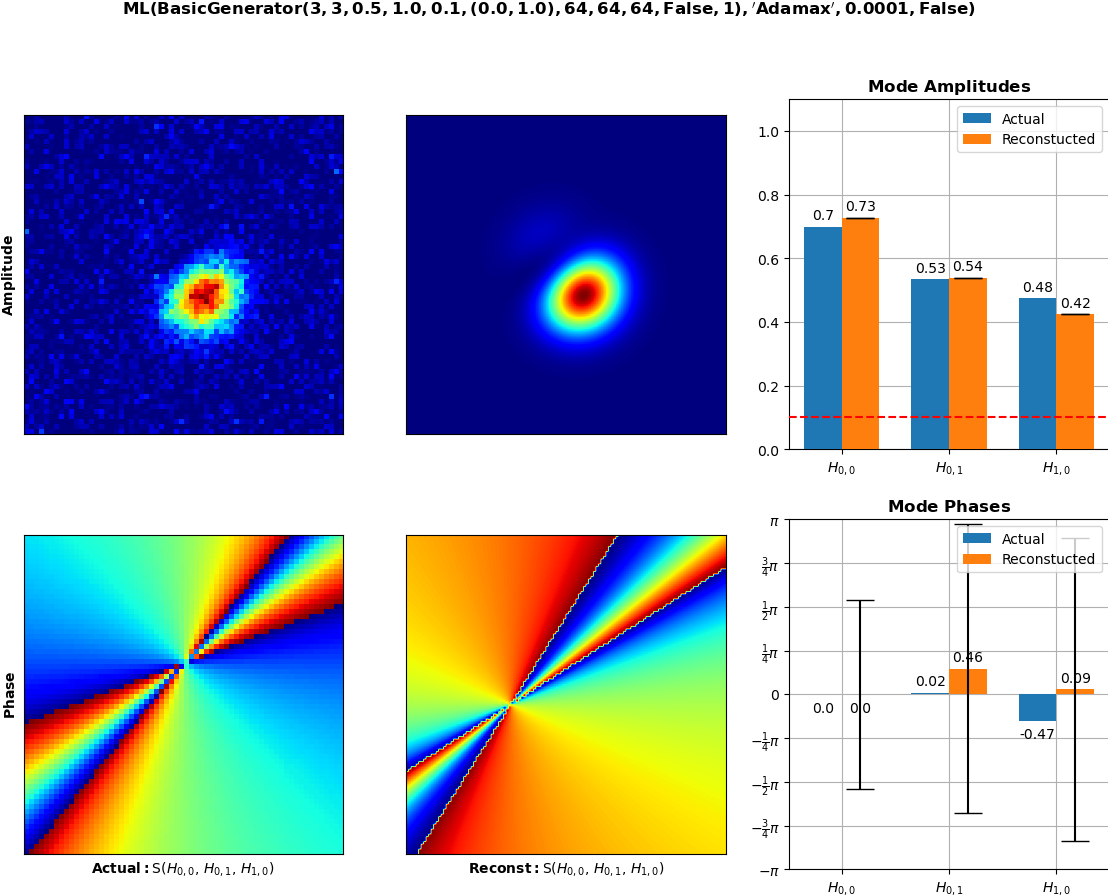 ML(BasicGenerator(3, 3, 0.5, 1.0, 0.1, (0.0, 1.0), 64, 64, 64, False, 1), ′Adamax′, 0.0001, False)
Amplitude
Mode Amplitudes
Actual
Reconstucted
1.0
0.8
0.6
0.4
0.2
0.0
0.7
0.73
0.53
0.54
0.48
0.42
H0,0
H0,1
H1,0
Phase
Actual: S(H0,0, H0,1, H1,0)
Reconst: S(H0,0, H0,1, H1,0)
Mode Phases
Actual
Reconstucted
π
3/4π
1/2π
1/4π
0
−1/4π
−1/2π
−3/4π
−π
0.0
0.0
0.02
0.46
-0.47
0.09
H0,0
H0,1
H1,0